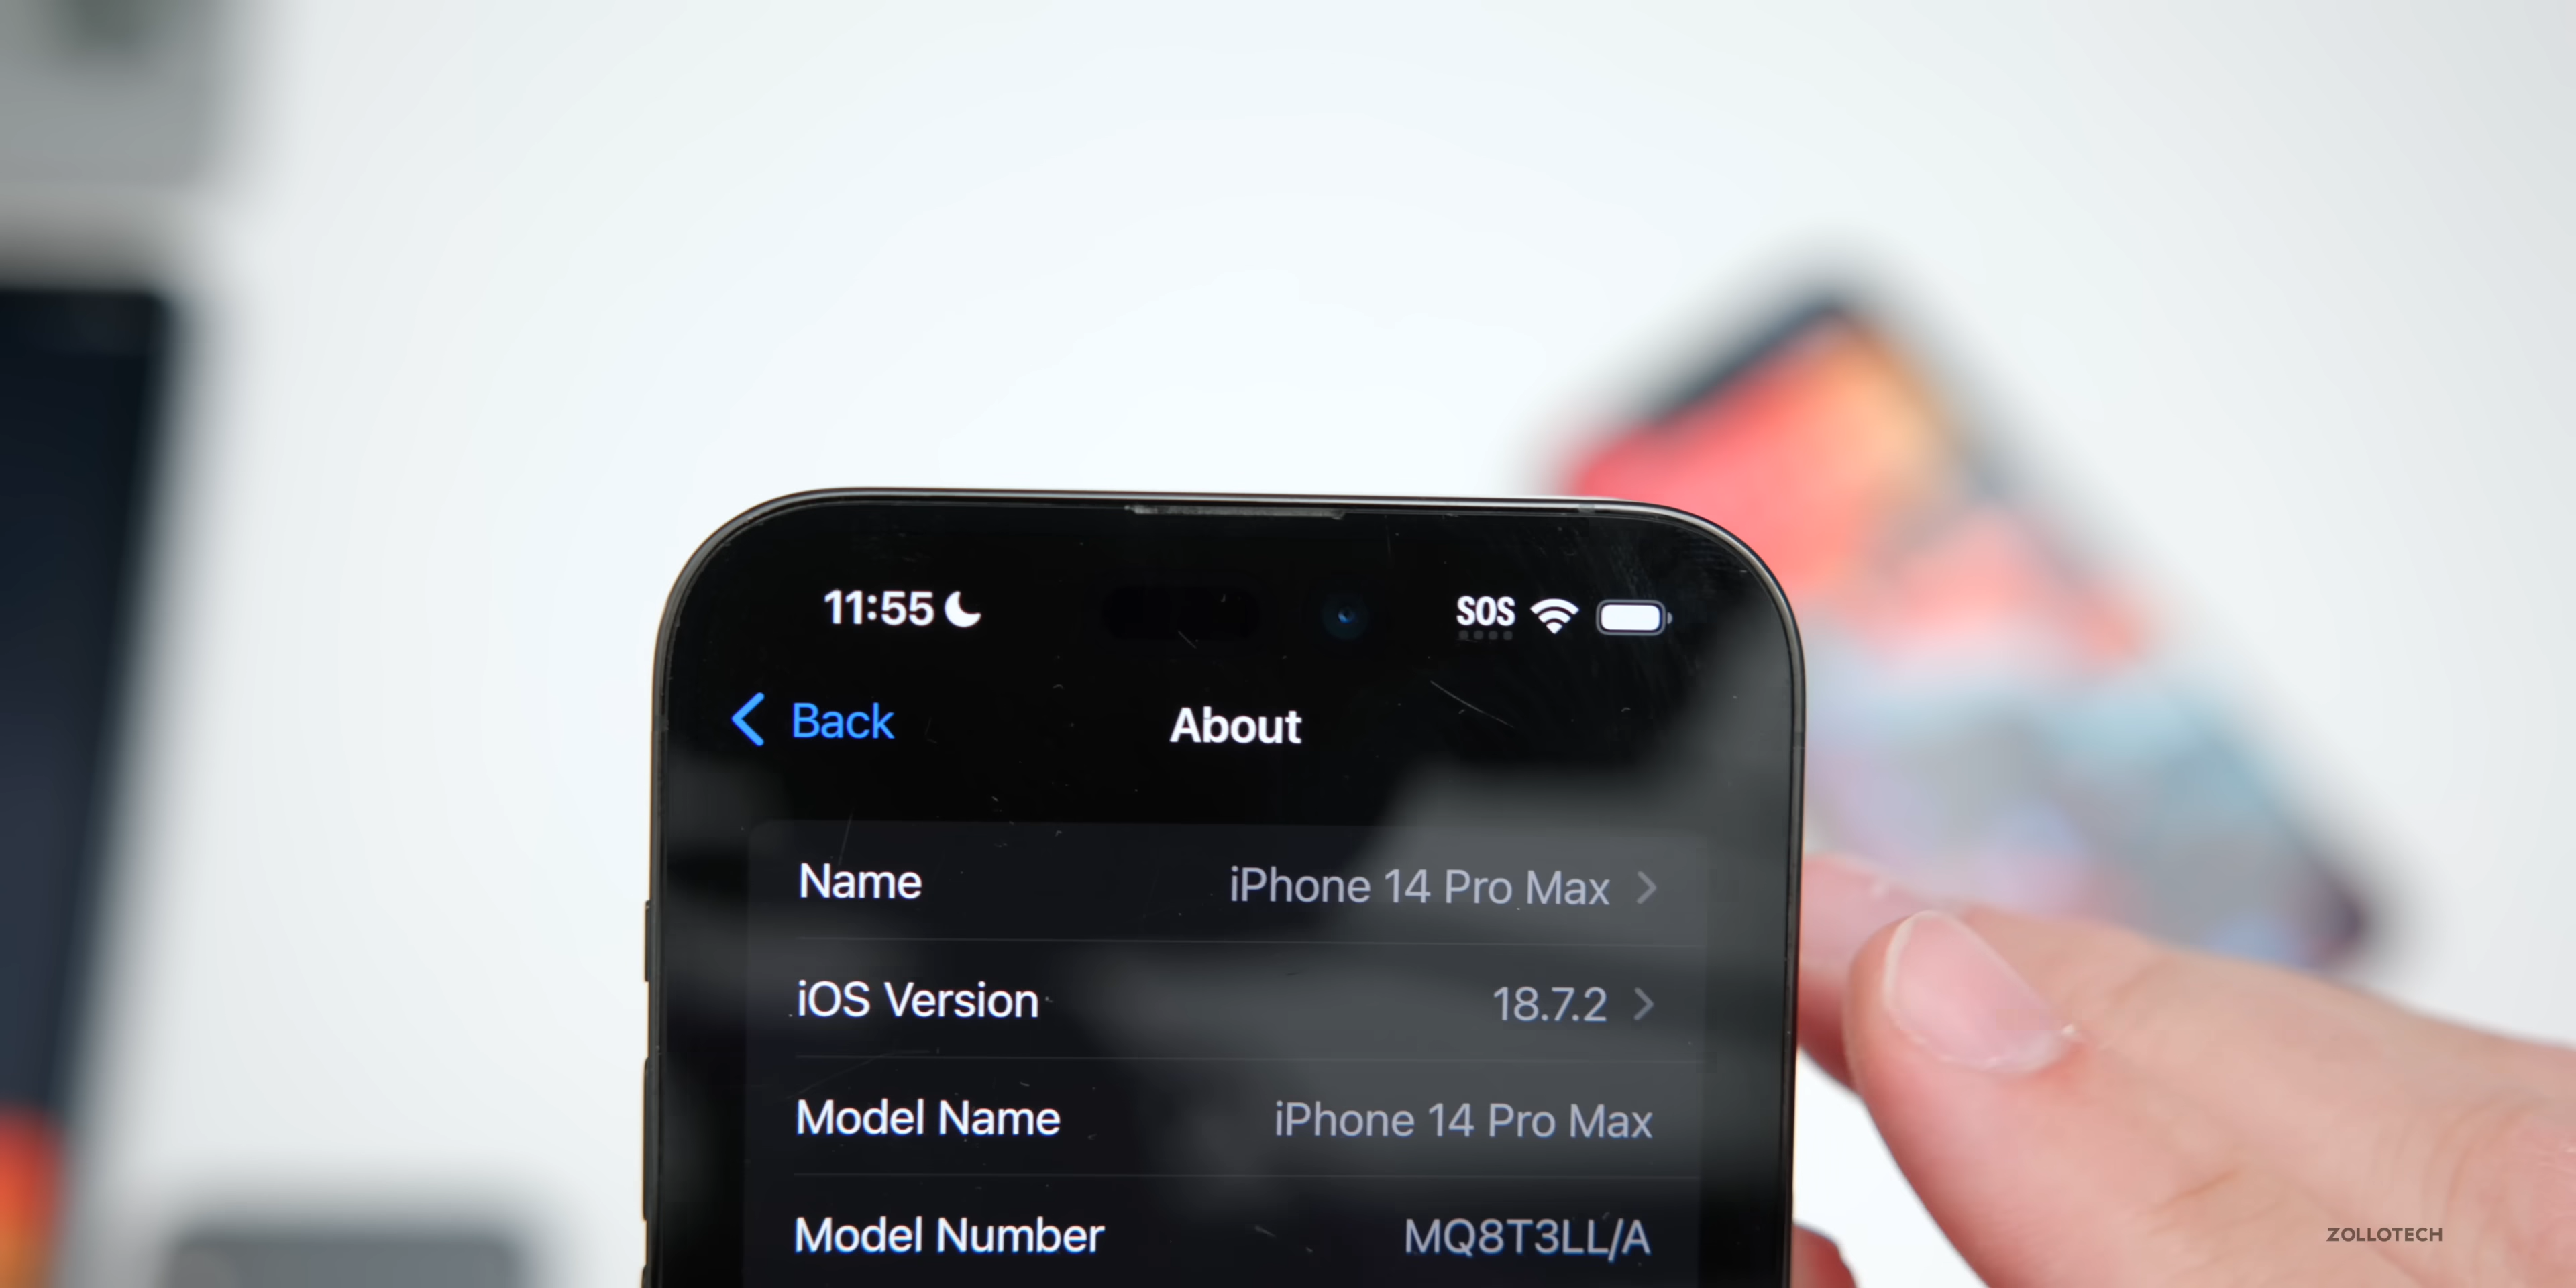 11:55 SOS
Back About
Name iPhone 14 Pro Max
iOS Version 18.7.2
Model Name iPhone 14 Pro Max
Model Number MQ8T3LL/A
ZOLLOTECH